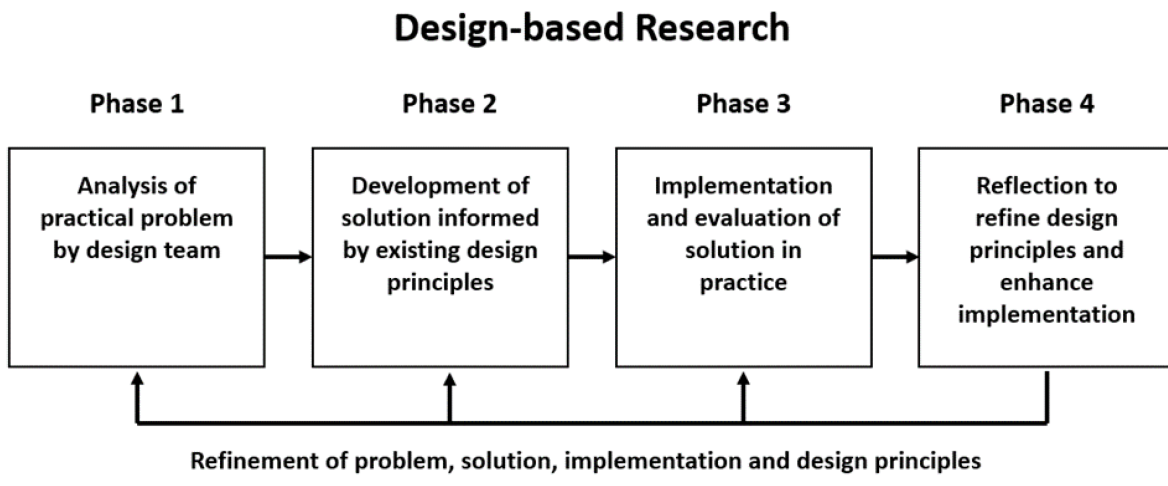 Design-based Research
Phase 1
Phase 2
Phase 3
Phase 4
Analysis of
practical problem
by design team
Development of
solution informed
by existing design
principles
Implementation
and evaluation of
solution in
practice
Reflection to
refine design
principles and
enhance
implementation
Refinement of problem, solution, implementation and design principles